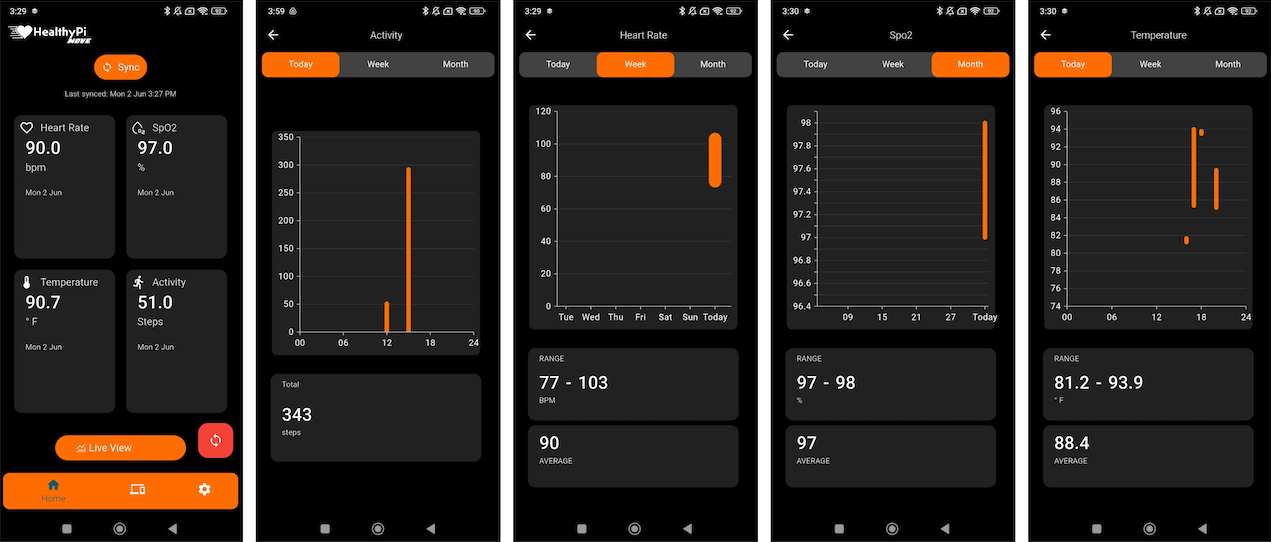 3:29
92
HealthyPi
MOVE
Sync
Last synced: Mon 2 Jun 3:27 PM
Heart Rate
90.0
bpm
Mon 2 Jun
SpO2
97.0
%
Mon 2 Jun
Temperature
90.7
° F
Mon 2 Jun
Activity
51.0
Steps
Mon 2 Jun
Live View
Home
3:59
90
Activity
Today Week Month
350
300
250
200
150
100
50
0
00 06 12 18 24
Total
343
steps
3:29
92
Heart Rate
Today Week Month
120
100
80
60
40
20
0
Tue Wed Thu Fri Sat Sun Today
RANGE
77 - 103
BPM
90
AVERAGE
3:30
92
Spo2
Today Week Month
98
97.8
97.6
97.4
97.2
97
96.8
96.6
96.4
09 15 21 27 Today
RANGE
97 - 98
%
97
AVERAGE
3:30
92
Temperature
Today Week Month
96
94
92
90
88
86
84
82
80
78
76
74
00 06 12 18 24
RANGE
81.2 - 93.9
° F
88.4
AVERAGE